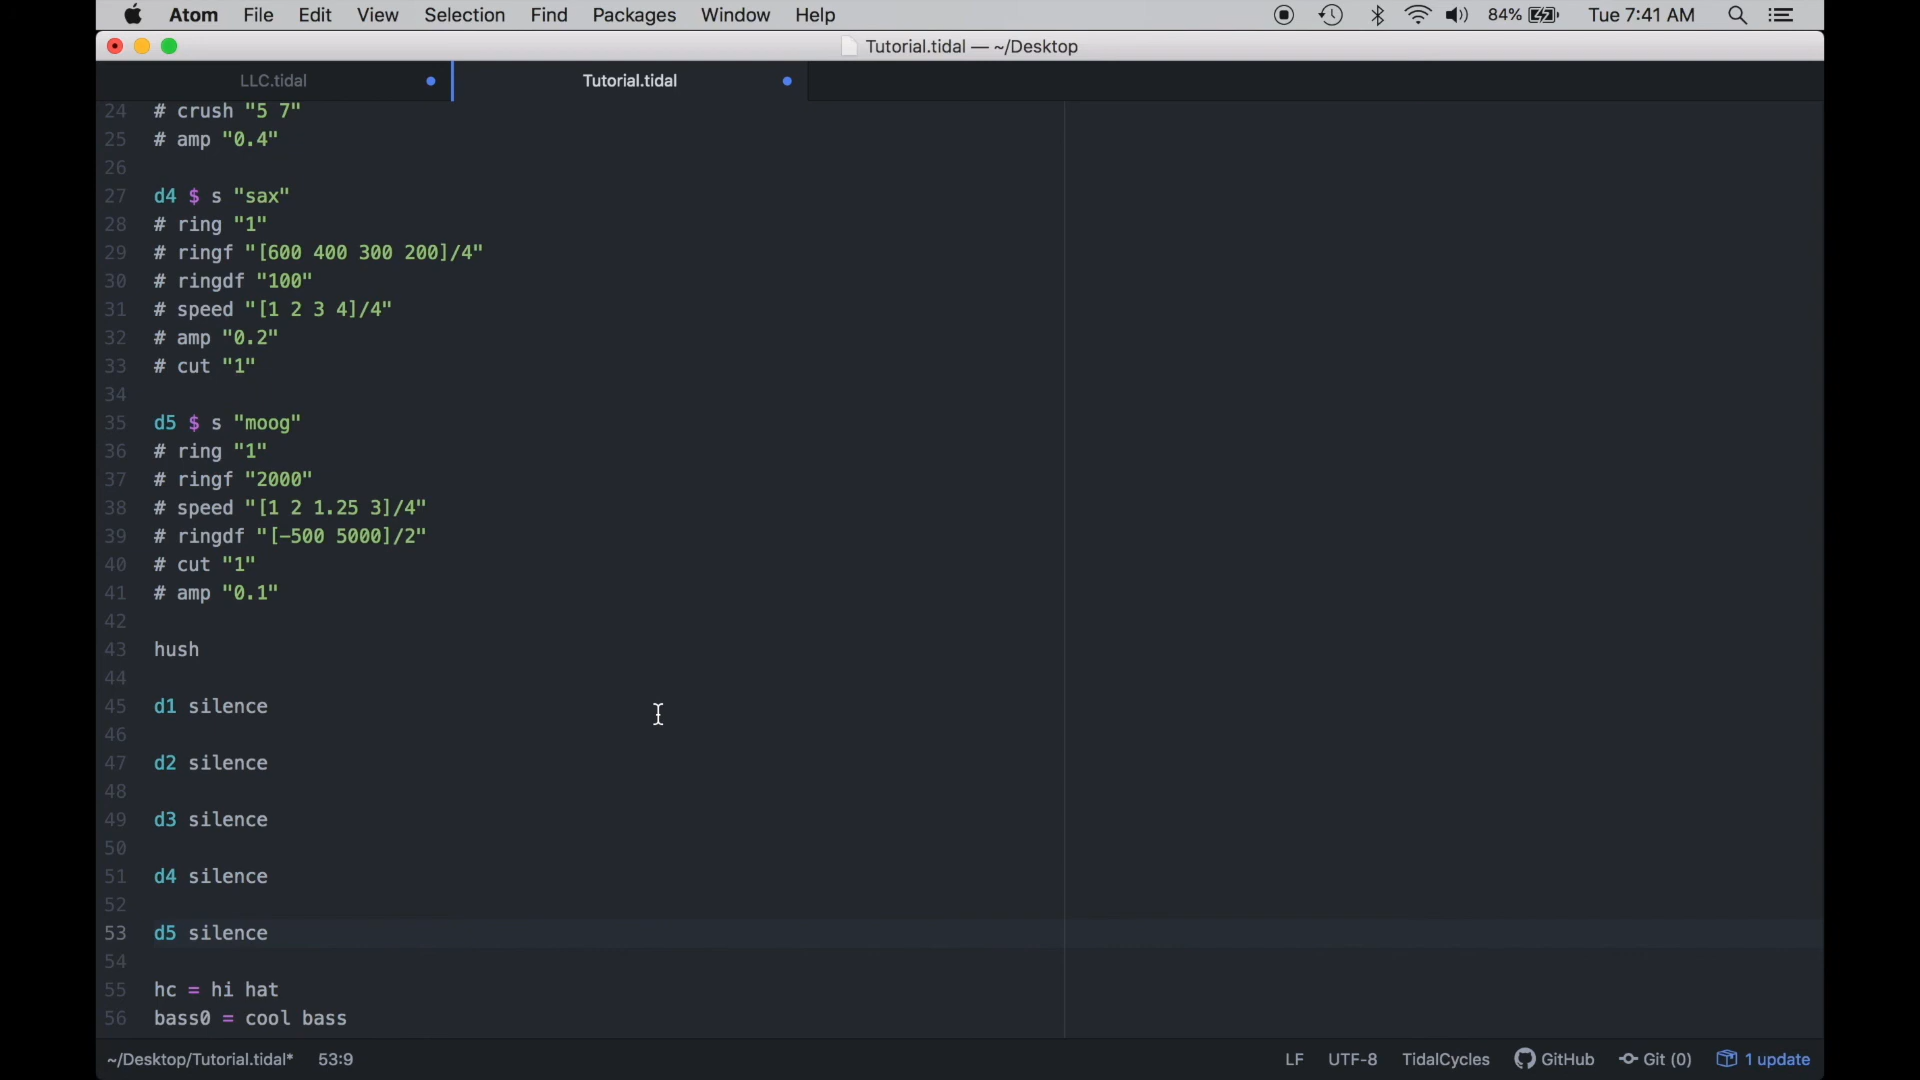 Atom File Edit View Selection Find Packages Window Help 84% Tue 7:41 AM
Tutorial.tidal — ~/Desktop
LLC.tidal Tutorial.tidal
24 # crush "5 7"
25 # amp "0.4"
26
27 d4 $ s "sax"
28 # ring "1"
29 # ringf "[600 400 300 200]/4"
30 # ringdf "100"
31 # speed "[1 2 3 4]/4"
32 # amp "0.2"
33 # cut "1"
34
35 d5 $ s "moog"
36 # ring "1"
37 # ringf "2000"
38 # speed "[1 2 1.25 3]/4"
39 # ringdf "[-500 5000]/2"
40 # cut "1"
41 # amp "0.1"
42
43 hush
44
45 d1 silence
46
47 d2 silence
48
49 d3 silence
50
51 d4 silence
52
53 d5 silence
54
55 hc = hi hat
56 bass0 = cool bass
~/Desktop/Tutorial.tidal* 53:9 LF UTF-8 TidalCycles GitHub Git (0) 1 update